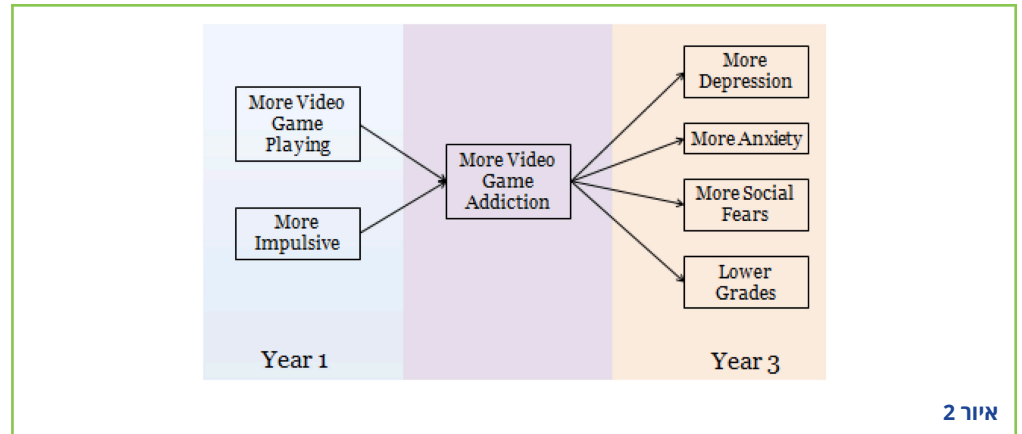 More Video
Game
Playing
More
Impulsive
Year 1
More Video
Game
Addiction
More
Depression
More Anxiety
More Social
Fears
Lower
Grades
Year 3
איור 2